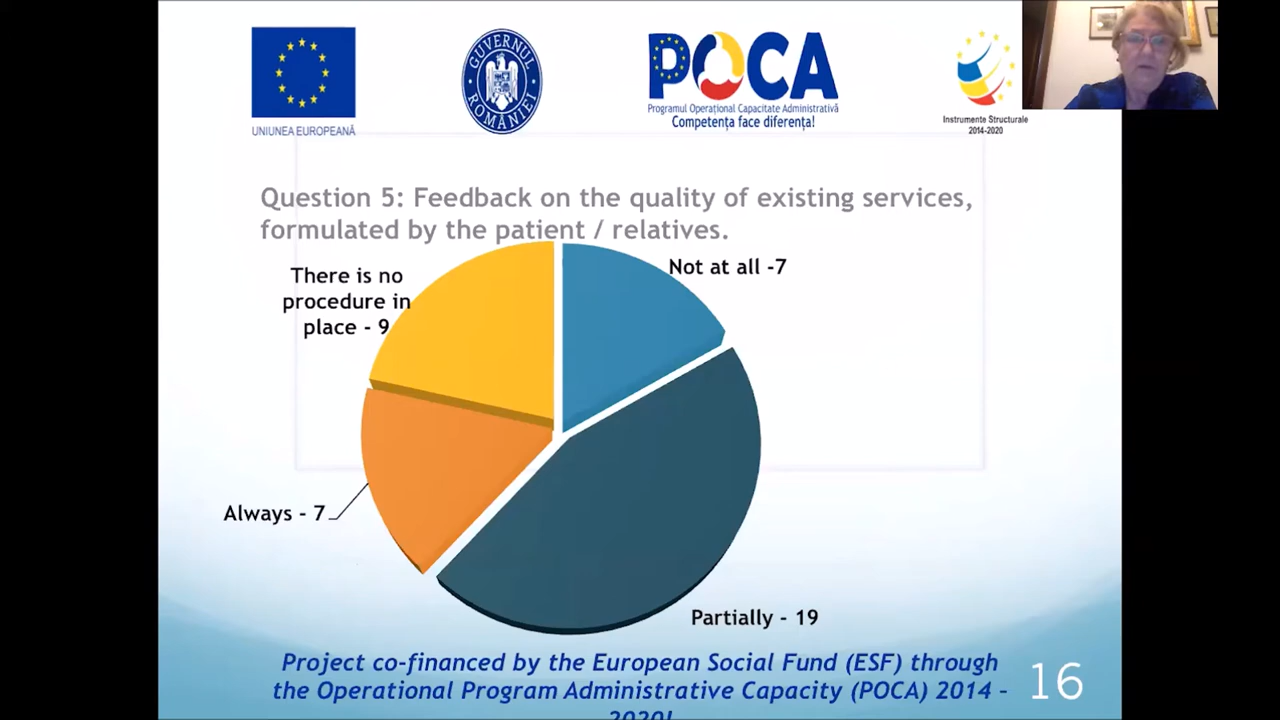 UNIUNEA EUROPEANĂ
GUVERNUL ROMÂNIEI
POCA
Programul Operațional Capacitate Administrativă
Competența face diferența!
Instrumente Structurale
2014-2020
Question 5: Feedback on the quality of existing services,
formulated by the patient / relatives.
There is no
procedure in
place - 9
Not at all -7
Always - 7
Partially - 19
Project co-financed by the European Social Fund (ESF) through
the Operational Program Administrative Capacity (POCA) 2014 –
2020!
16